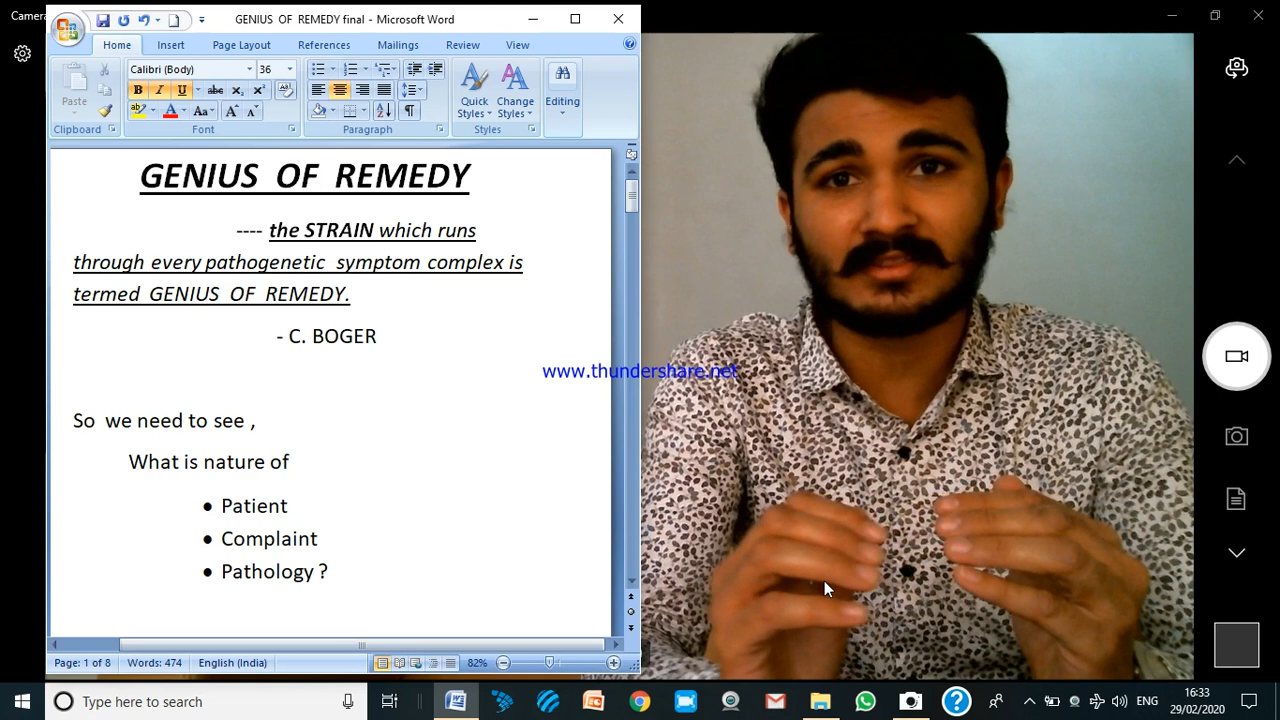 Camera
GENIUS OF REMEDY final - Microsoft Word
Home Insert Page Layout References Mailings Review View
Calibri (Body) 36
Paste
Quick Styles
Change Styles
Editing
Clipboard Font Paragraph Styles
GENIUS OF REMEDY
---- the STRAIN which runs
through every pathogenetic symptom complex is
termed GENIUS OF REMEDY.
- C. BOGER
www.thundershare.net
So we need to see ,
What is nature of
• Patient
• Complaint
• Pathology ?
Page: 1 of 8 Words: 474 English (India) 82%
Type here to search
ENG
16:33
29/02/2020